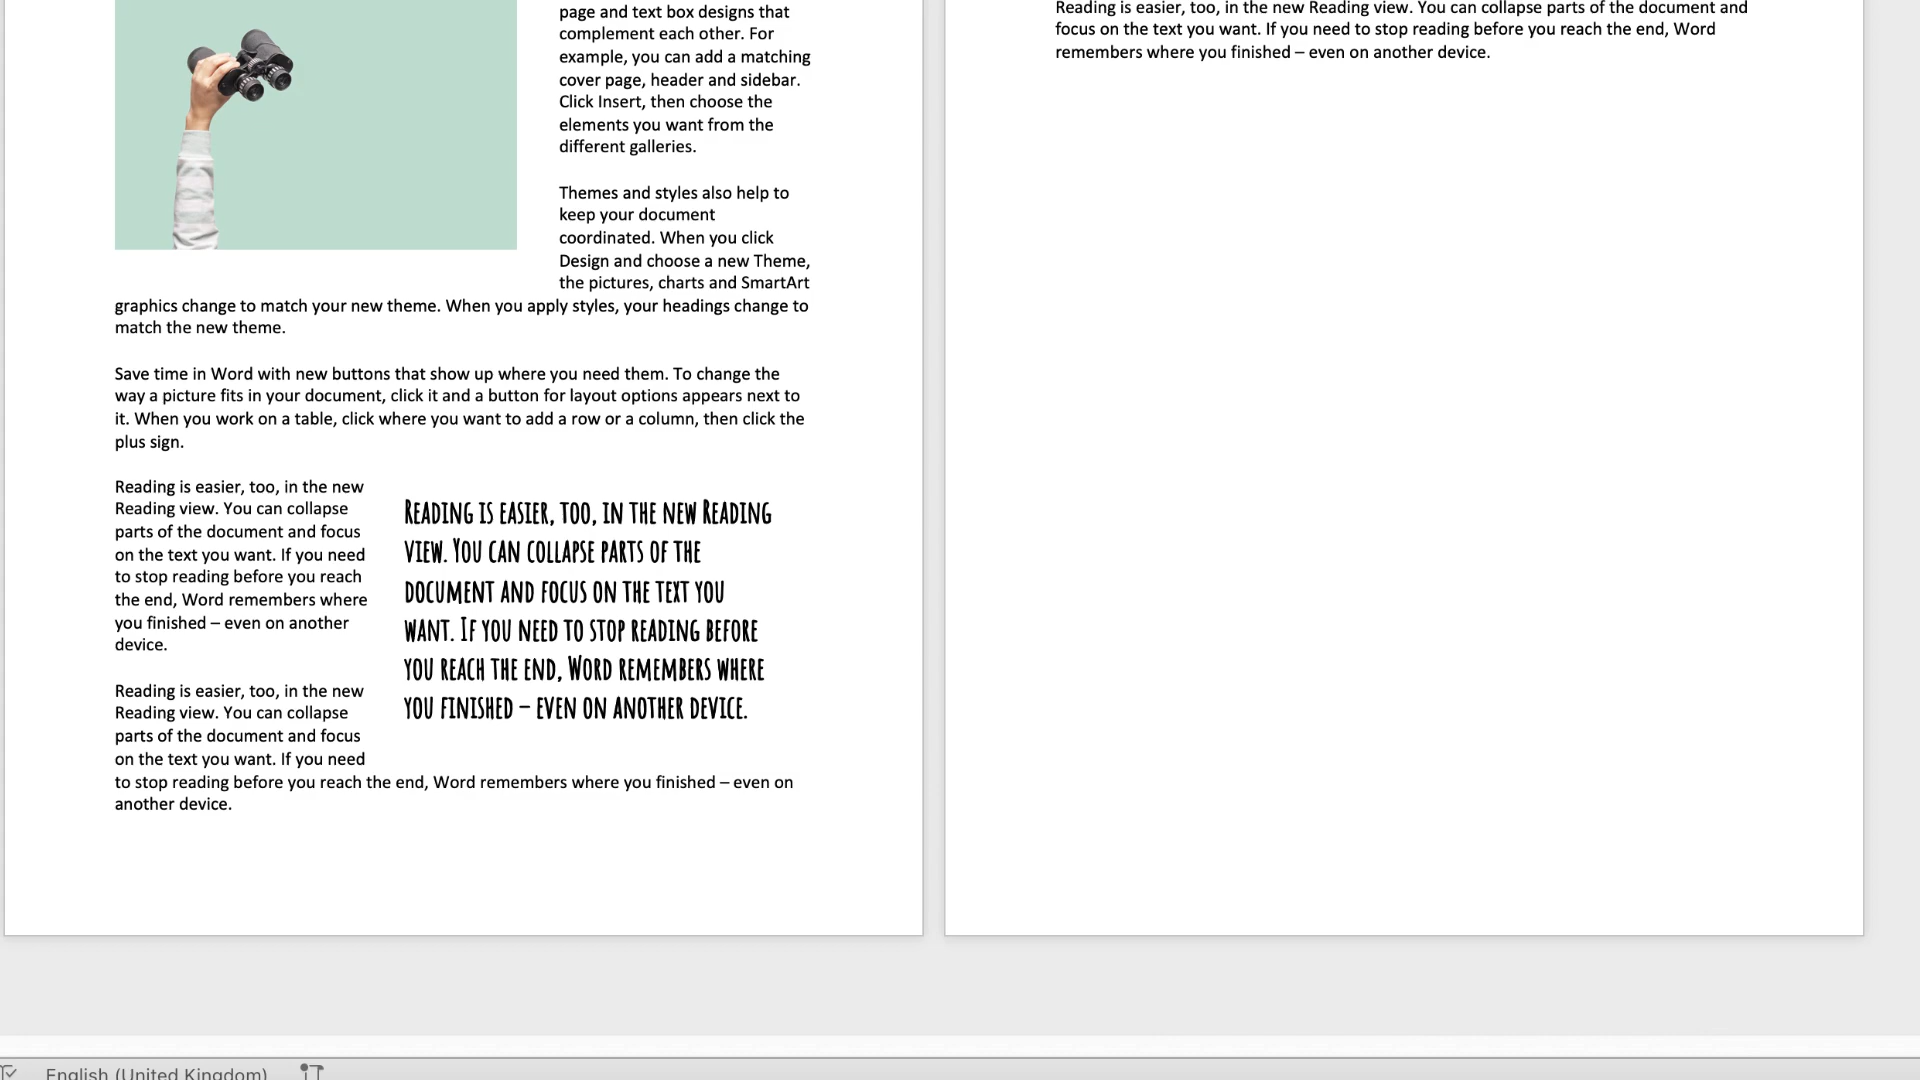 page and text box designs that
complement each other. For
example, you can add a matching
cover page, header and sidebar.
Click Insert, then choose the
elements you want from the
different galleries.
Themes and styles also help to
keep your document
coordinated. When you click
Design and choose a new Theme,
the pictures, charts and SmartArt
graphics change to match your new theme. When you apply styles, your headings change to
match the new theme.
Save time in Word with new buttons that show up where you need them. To change the
way a picture fits in your document, click it and a button for layout options appears next to
it. When you work on a table, click where you want to add a row or a column, then click the
plus sign.
Reading is easier, too, in the new
Reading view. You can collapse
parts of the document and focus
on the text you want. If you need
to stop reading before you reach
the end, Word remembers where
you finished – even on another
device.
Reading is easier, too, in the new
Reading view. You can collapse
parts of the document and focus
on the text you want. If you need
to stop reading before you reach the end, Word remembers where you finished – even on
another device.
Reading is easier, too, in the new Reading
view. You can collapse parts of the
document and focus on the text you
want. If you need to stop reading before
you reach the end, Word remembers where
you finished – even on another device.
Reading is easier, too, in the new Reading view. You can collapse parts of the document and
focus on the text you want. If you need to stop reading before you reach the end, Word
remembers where you finished – even on another device.
English (United Kingdom)